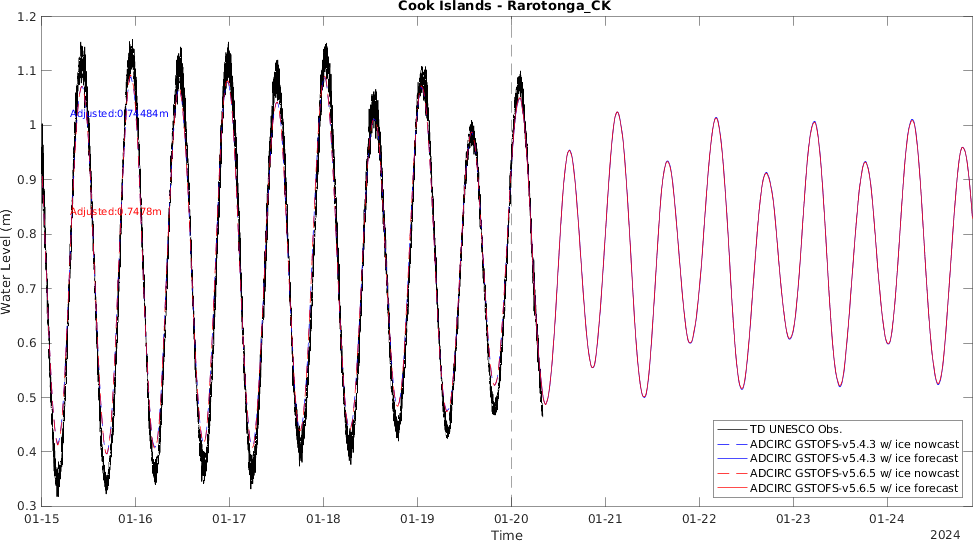 Cook Islands - Rarotonga_CK
Water Level (m)
1.2
1.1
1
0.9
0.8
0.7
0.6
0.5
0.4
0.3
Adjusted:0.74484m
Adjusted:0.7478m
TD UNESCO Obs.
ADCIRC GSTOFS-v5.4.3 w/ ice nowcast
ADCIRC GSTOFS-v5.4.3 w/ ice forecast
ADCIRC GSTOFS-v5.6.5 w/ ice nowcast
ADCIRC GSTOFS-v5.6.5 w/ ice forecast
01-15 01-16 01-17 01-18 01-19 01-20 01-21 01-22 01-23 01-24
Time
2024